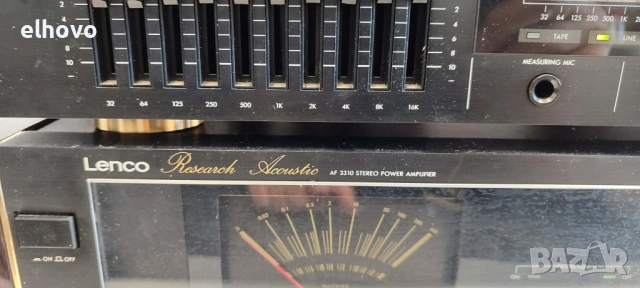 elhovo
2 2
4 4
6 6
8 8
10 10
32 64 125 250 500 1K 2K 4K 8K 16K
32 64 125 250 500
TAPE LINE
MEASURING MIC
Lenco Research Acoustic AF 3310 STEREO POWER AMPLIFIER
ON OFF
BAZAR